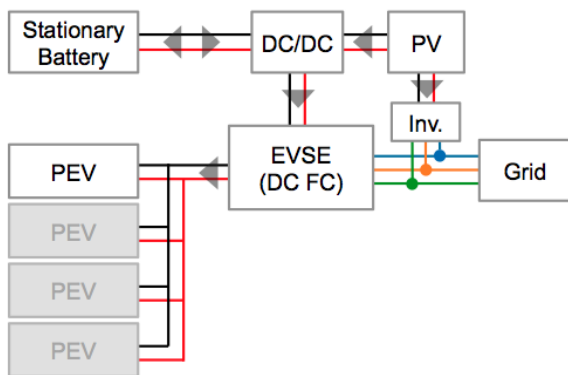 Stationary
Battery
DC/DC
PV
Inv.
EVSE
(DC FC)
Grid
PEV
PEV
PEV
PEV